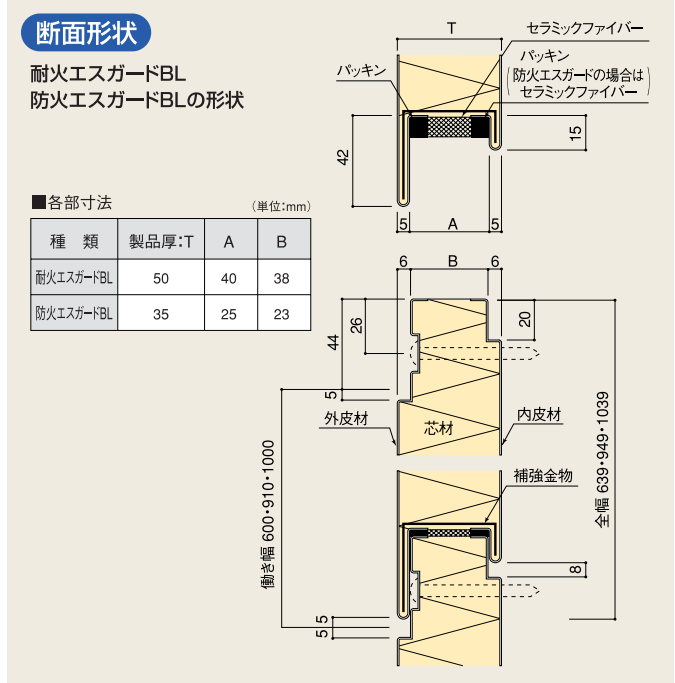 断面形状
耐火エスガードBL
防火エスガードBLの形状
■各部寸法
(単位:mm)
種 類 製品厚:T A B
耐火エスガードBL 50 40 38
防火エスガードBL 35 25 23
T
セラミックファイバー
パッキン
パッキン
(防火エスガードの場合は
セラミックファイバー)
42
15
5 A 5
6 B 6
26
44
20
5
外皮材
芯材
内皮材
補強金物
働き幅 600・910・1000
全幅 639・949・1039
8
5
5